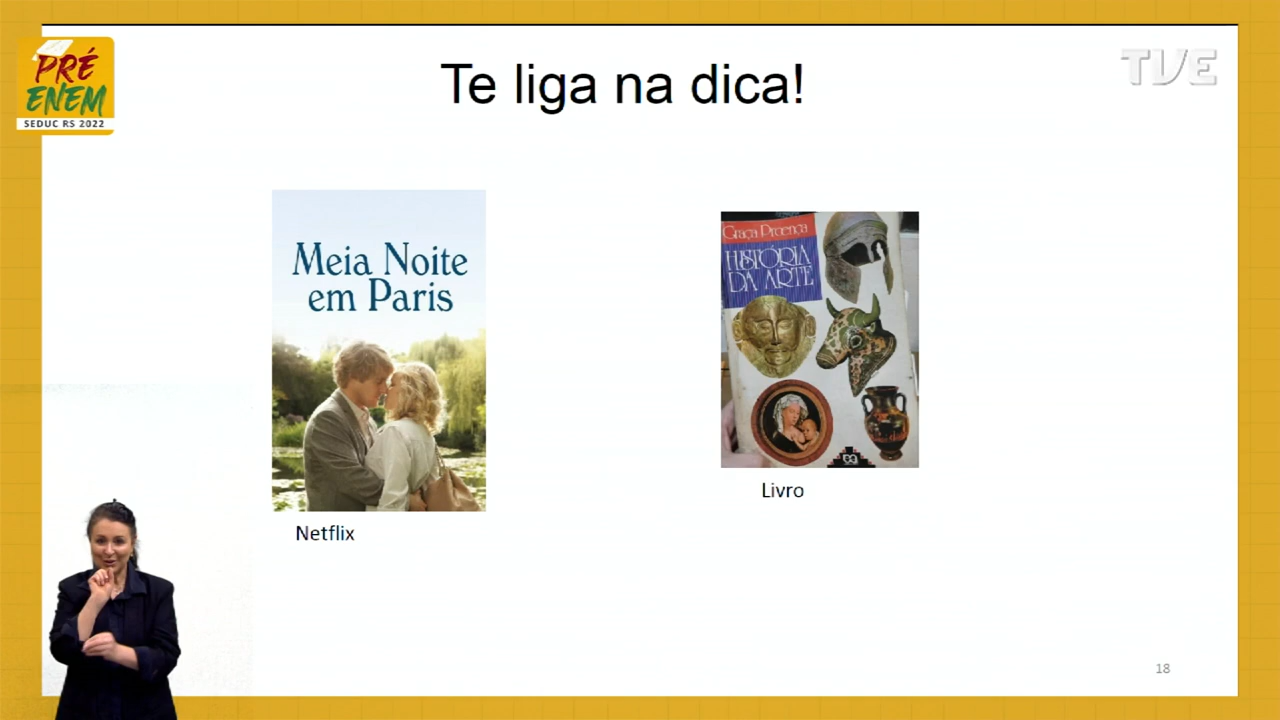 PRÉ
ENEM
SEDUC RS 2022
Te liga na dica!
TVE
Meia Noite
em Paris
Netflix
Graça Proença
HISTÓRIA
DA ARTE
Livro
18